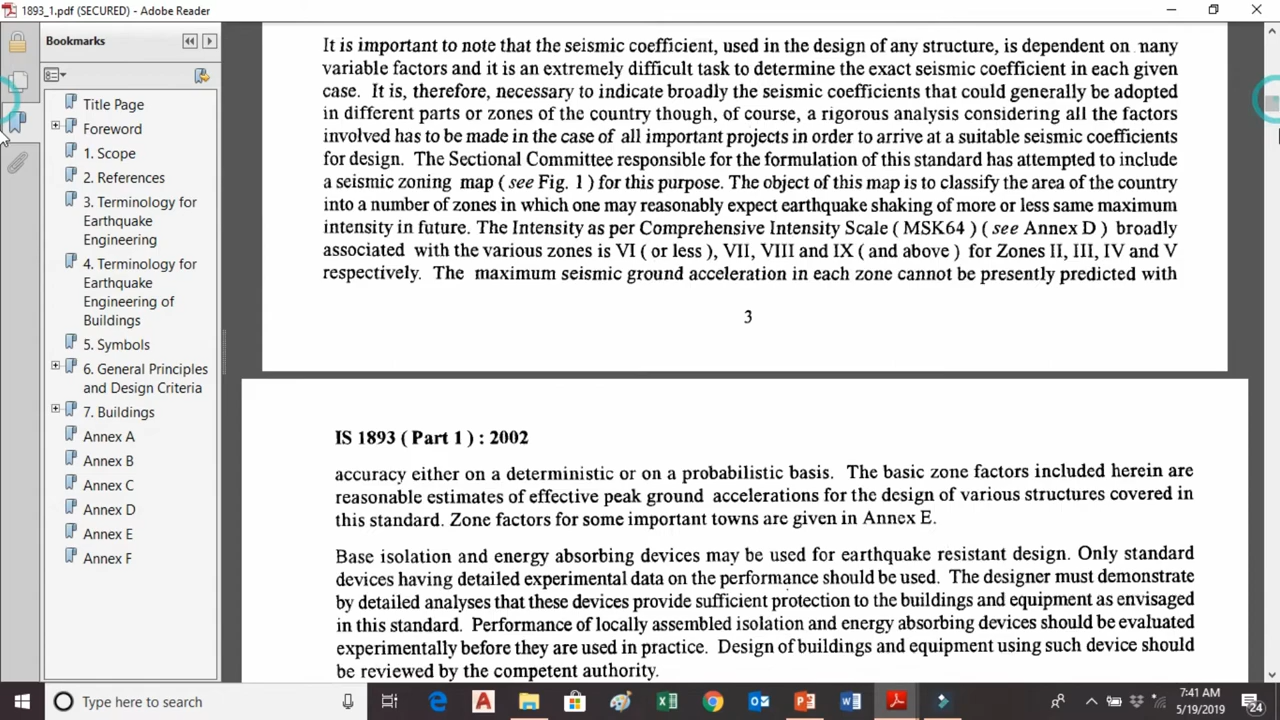 1893_1.pdf (SECURED) - Adobe Reader
Bookmarks
Title Page
Foreword
1. Scope
2. References
3. Terminology for
Earthquake
Engineering
4. Terminology for
Earthquake
Engineering of
Buildings
5. Symbols
6. General Principles
and Design Criteria
7. Buildings
Annex A
Annex B
Annex C
Annex D
Annex E
Annex F
It is important to note that the seismic coefficient, used in the design of any structure, is dependent on nany
variable factors and it is an extremely difficult task to determine the exact seismic coefficient in each given
case. It is, therefore, necessary to indicate broadly the seismic coefficients that could generally be adopted
in different parts or zones of the country though, of course, a rigorous analysis considering all the factors
involved has to be made in the case of all important projects in order to arrive at a suitable seismic coefficients
for design. The Sectional Committee responsible for the formulation of this standard has attempted to include
a seismic zoning map ( see Fig. 1 ) for this purpose. The object of this map is to classify the area of the country
into a number of zones in which one may reasonably expect earthquake shaking of more or less same maximum
intensity in future. The Intensity as per Comprehensive Intensity Scale ( MSK64 ) ( see Annex D ) broadly
associated with the various zones is VI ( or less ), VII, VIII and IX ( and above ) for Zones II, III, IV and V
respectively. The maximum seismic ground acceleration in each zone cannot be presently predicted with
3
IS 1893 ( Part 1 ) : 2002
accuracy either on a deterministic or on a probabilistic basis. The basic zone factors included herein are
reasonable estimates of effective peak ground accelerations for the design of various structures covered in
this standard. Zone factors for some important towns are given in Annex E.
Base isolation and energy absorbing devices may be used for earthquake resistant design. Only standard
devices having detailed experimental data on the performance should be used. The designer must demonstrate
by detailed analyses that these devices provide sufficient protection to the buildings and equipment as envisaged
in this standard. Performance of locally assembled isolation and energy absorbing devices should be evaluated
experimentally before they are used in practice. Design of buildings and equipment using such device should
be reviewed by the competent authority.
Type here to search
7:41 AM
5/19/2019
24